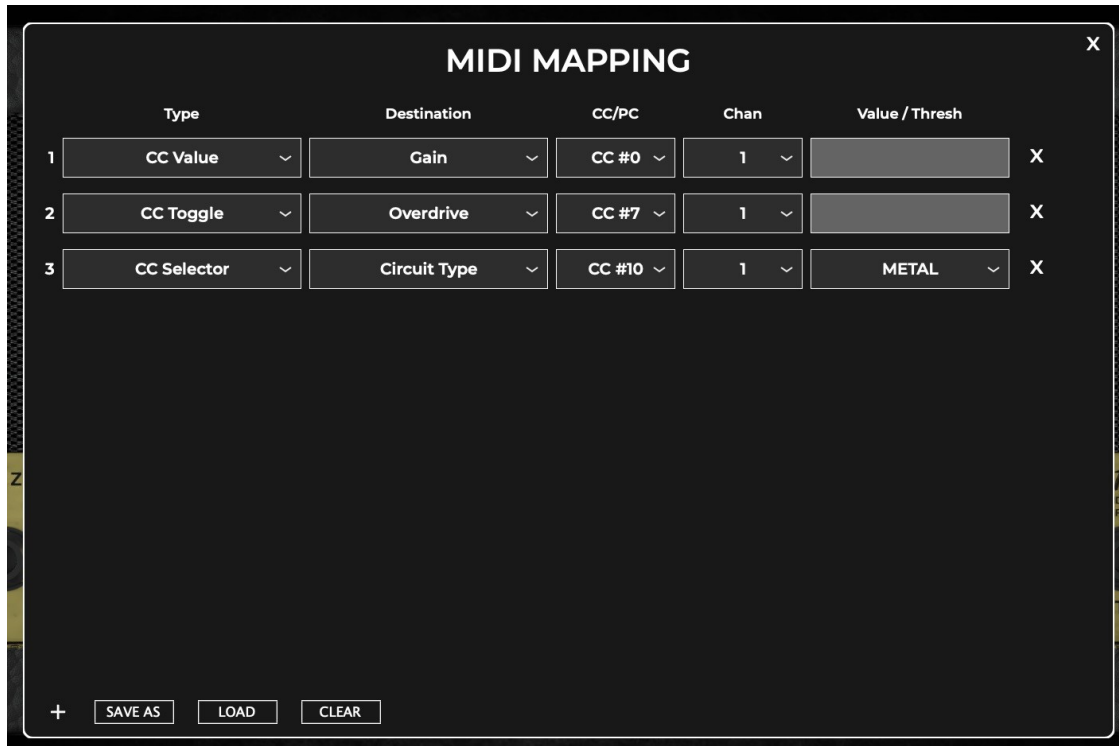 X
MIDI MAPPING
Type Destination CC/PC Chan Value / Thresh
1 CC Value Gain CC #0 1 X
2 CC Toggle Overdrive CC #7 1 X
3 CC Selector Circuit Type CC #10 1 METAL X
Z
+ SAVE AS LOAD CLEAR